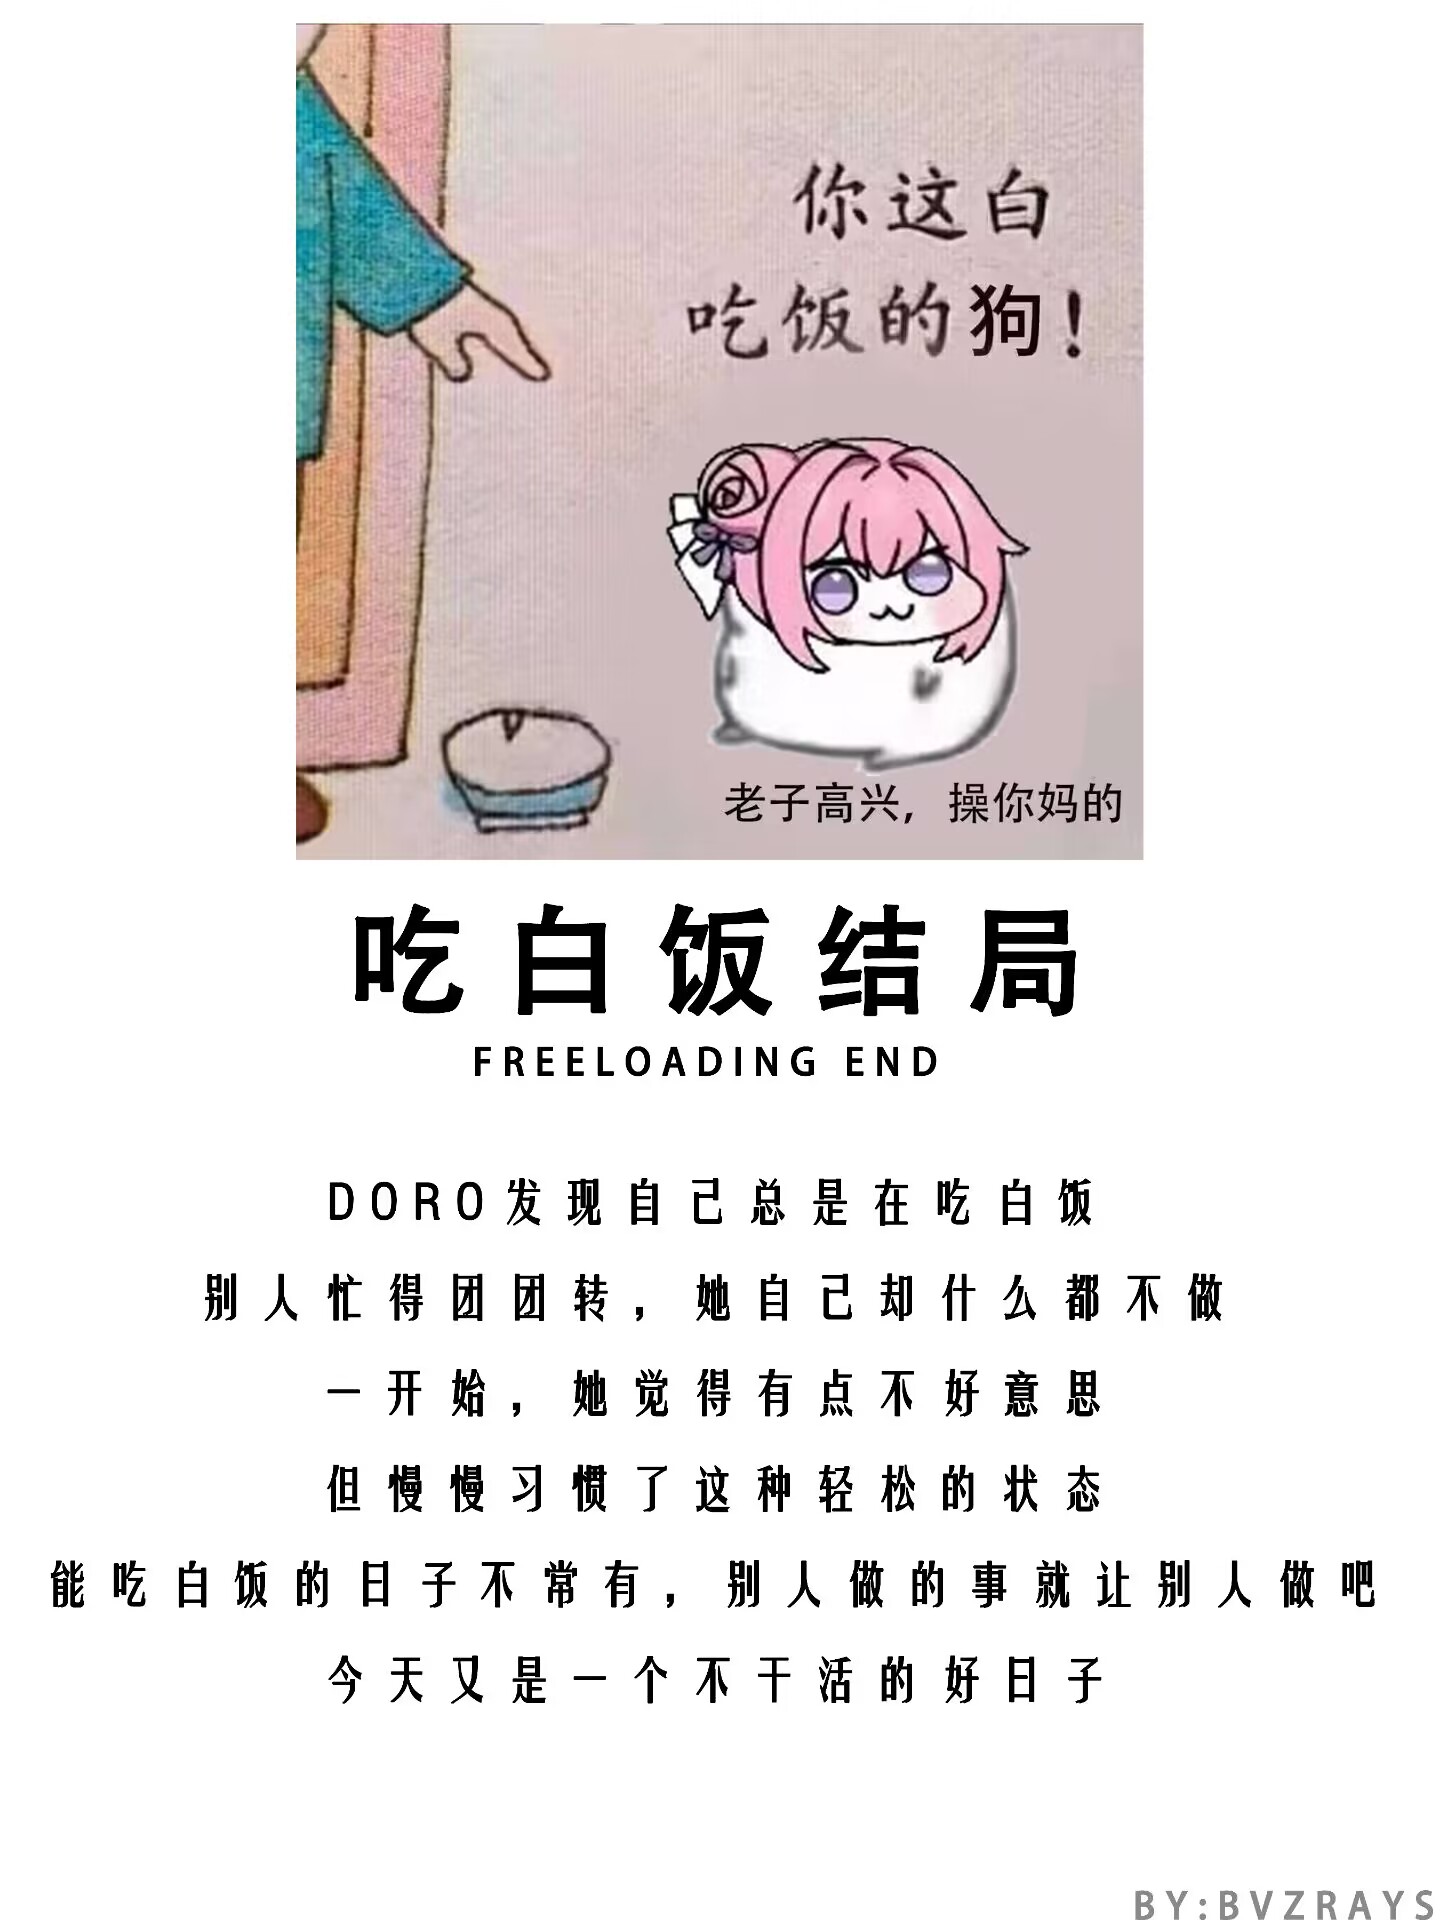 你这白
吃饭的狗！
老子高兴，操你妈的
吃白饭结局
FREELOADING END
DORO发现自己总是在吃白饭
别人忙得团团转，她自己却什么都不做
一开始，她觉得有点不好意思
但慢慢习惯了这种轻松的状态
能吃白饭的日子不常有，别人做的事就让别人做吧
今天又是一个不干活的好日子
BY:BVZRAYS